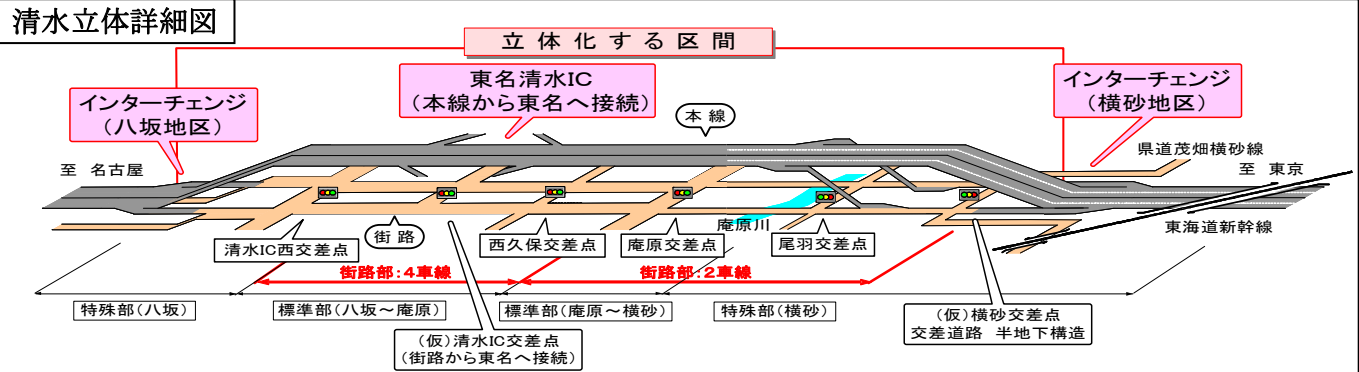 清水立体詳細図
立体化する区間
インターチェンジ
(八坂地区)
東名清水IC
(本線から東名へ接続)
インターチェンジ
(横砂地区)
本線
至 名古屋
県道茂畑横砂線
至 東京
東海道新幹線
清水IC西交差点
街路
西久保交差点
庵原交差点
庵原川
尾羽交差点
街路部:4車線
街路部:2車線
特殊部(八坂)
標準部(八坂~庵原)
標準部(庵原~横砂)
特殊部(横砂)
(仮)清水IC交差点
(街路から東名へ接続)
(仮)横砂交差点
交差道路 半地下構造